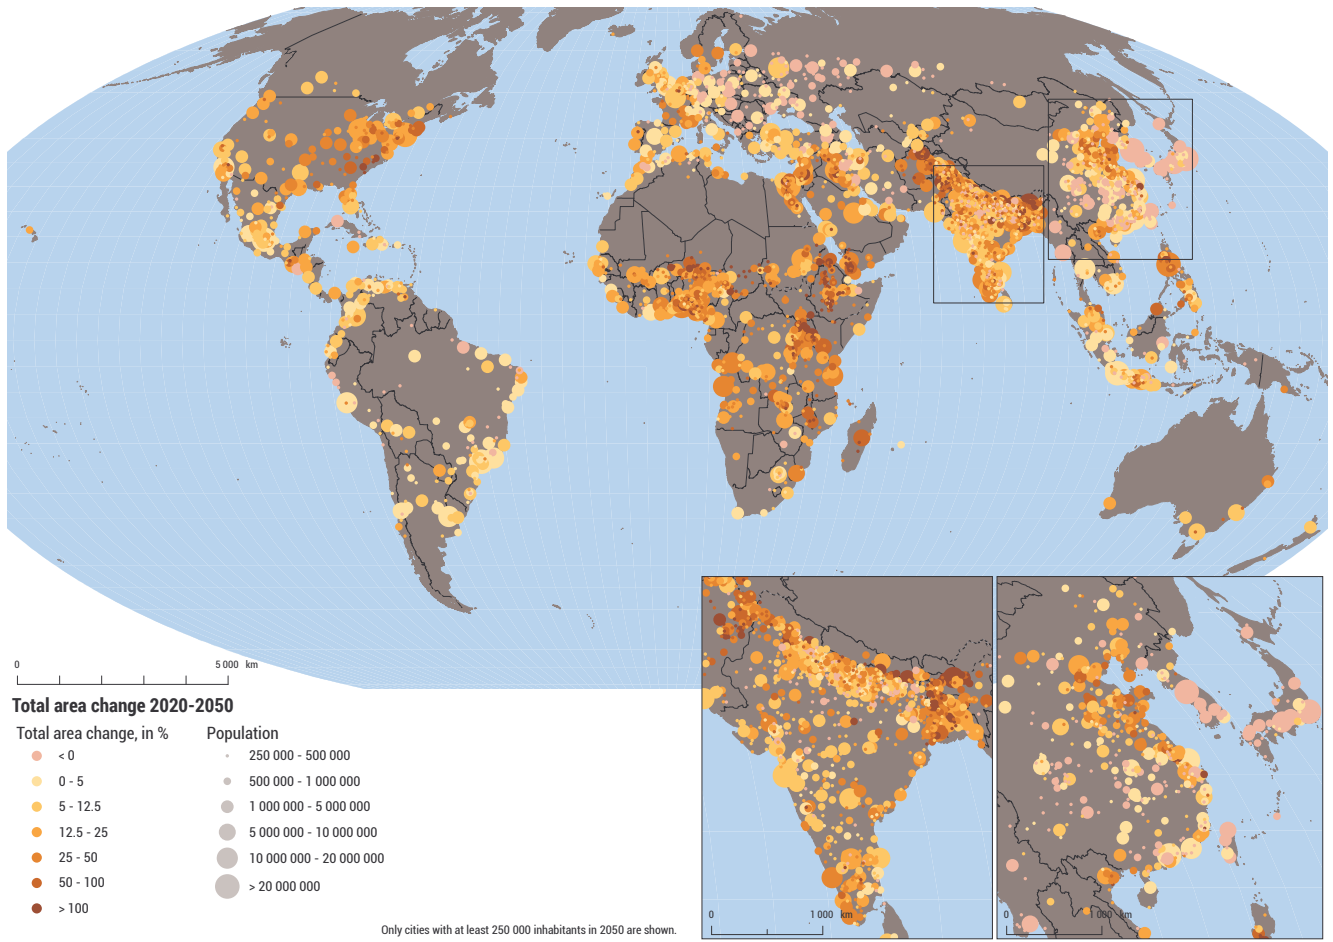 0 5 000 km
Total area change 2020-2050
Total area change, in %
< 0
0 - 5
5 - 12.5
12.5 - 25
25 - 50
50 - 100
> 100
Population
250 000 - 500 000
500 000 - 1 000 000
1 000 000 - 5 000 000
5 000 000 - 10 000 000
10 000 000 - 20 000 000
> 20 000 000
Only cities with at least 250 000 inhabitants in 2050 are shown.
0 1 000 km
0 1 000 km